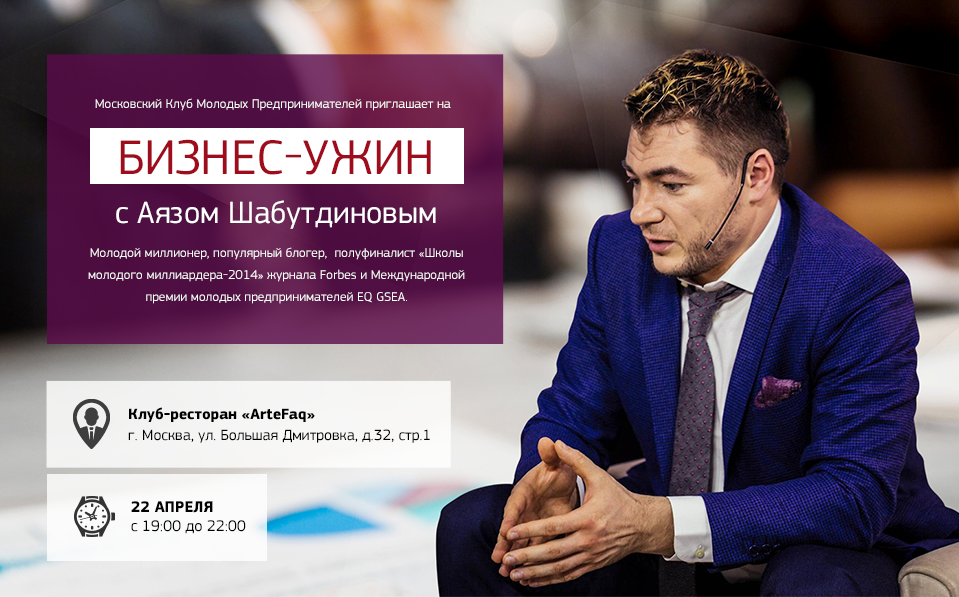 Московский Клуб Молодых Предпринимателей приглашает на
БИЗНЕС-УЖИН
с Аязом Шабутдиновым
Молодой миллионер, популярный блогер, полуфиналист «Школы
молодого миллиардера-2014» журнала Forbes и Международной
премии молодых предпринимателей EQ GSEA.
Клуб-ресторан «ArteFaq»
г. Москва, ул. Большая Дмитровка, д.32, стр.1
22 АПРЕЛЯ
с 19:00 до 22:00